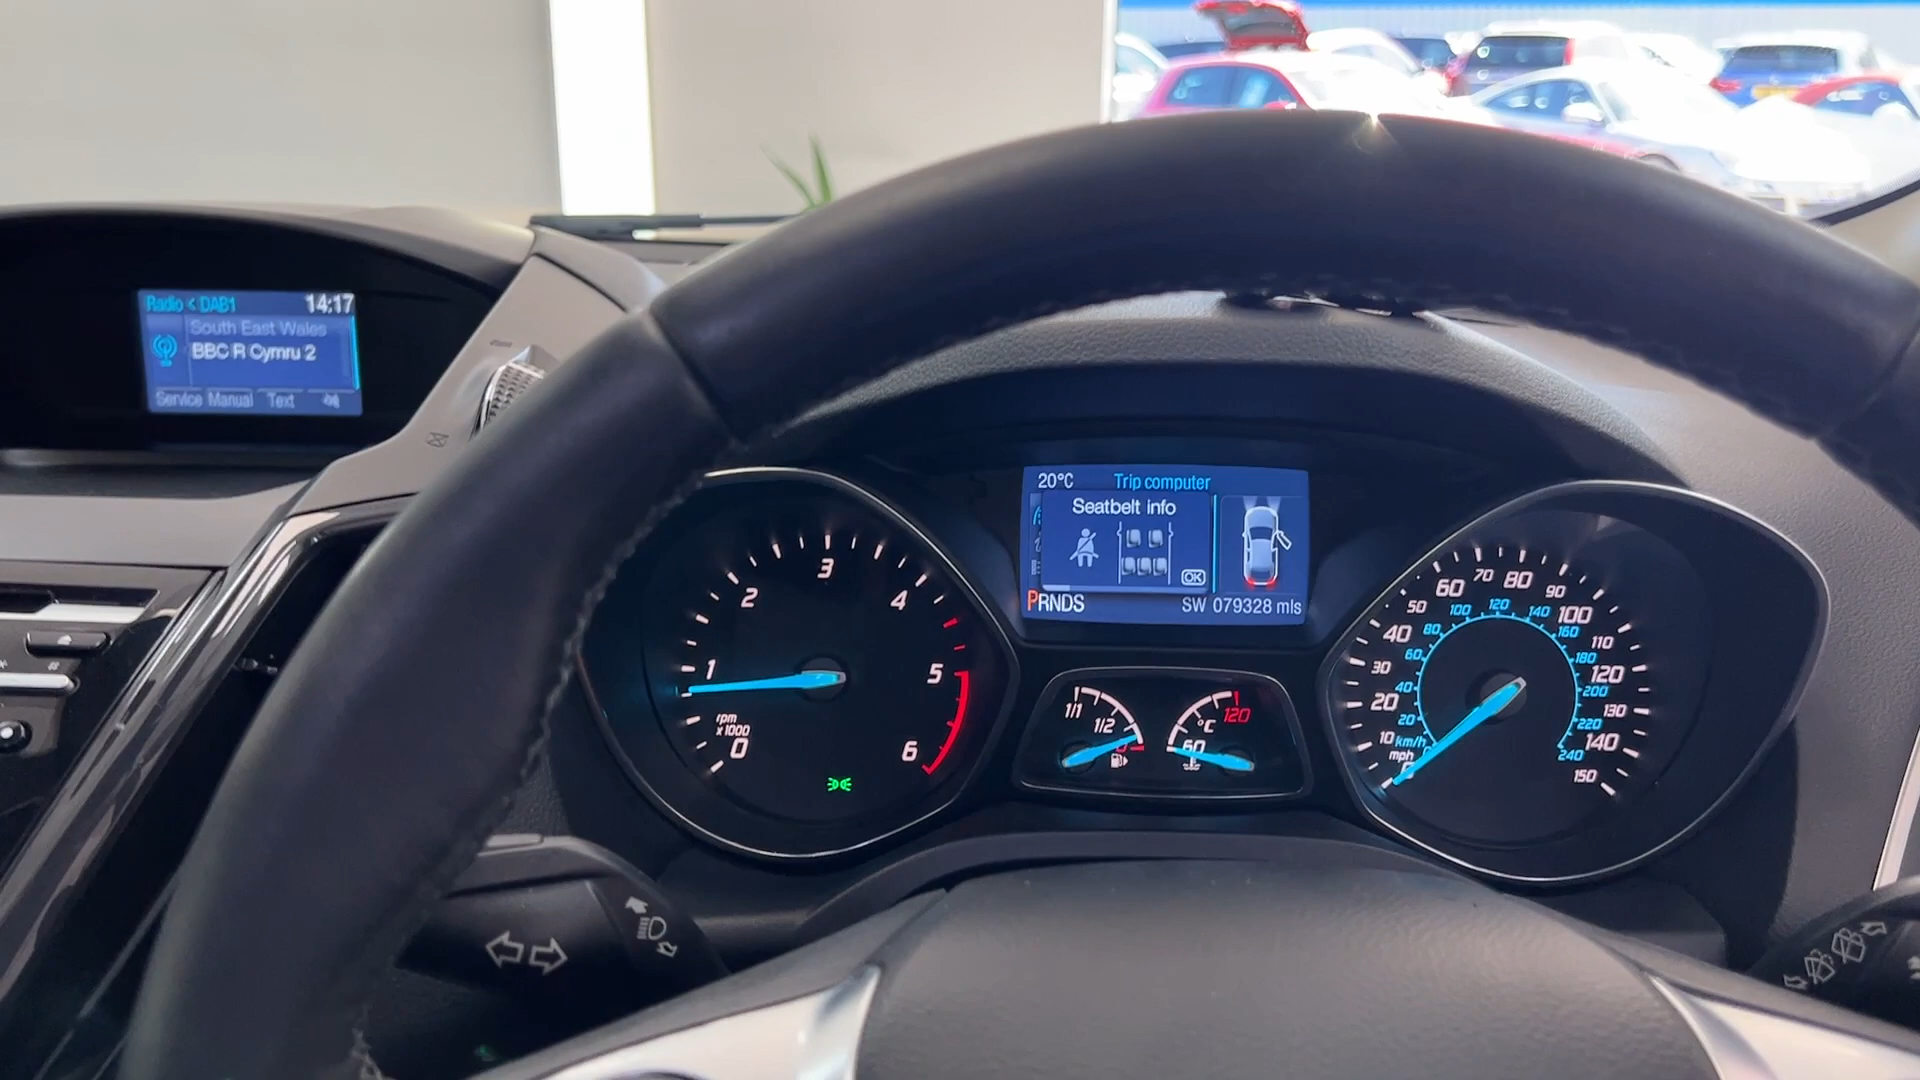 Radio < DAB1 14:17
South East Wales
BBC R Cymru 2
Service Manual Text
20°C Trip computer
Seatbelt info
OK
PRNDS SW 079328 mls
0 1 2 3 4 5 6
rpm
x1000
1/1 1/2
60 °C 120
10 20 30 40 50 60 70 80 90 100 110 120 130 140 150
mph
km/h
20 40 60 80 100 120 140 160 180 200 220 240